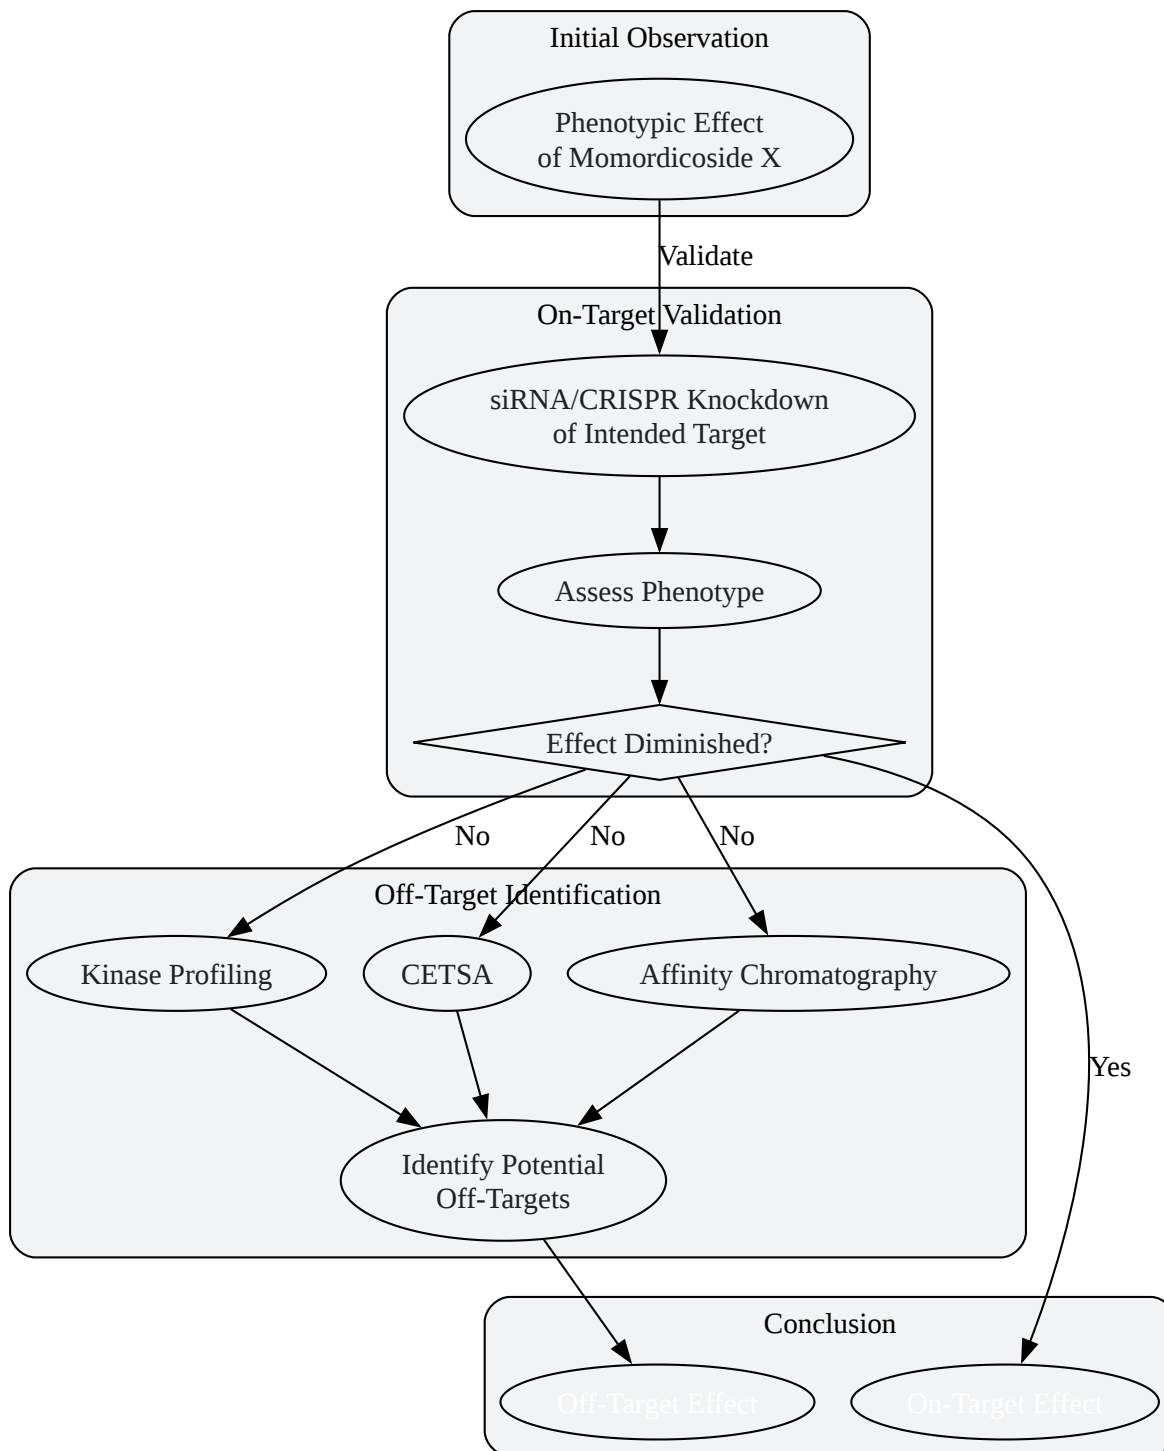 Initial Observation
Phenotypic Effect
of Momordicoside X
Validate
On-Target Validation
siRNA/CRISPR Knockdown
of Intended Target
Assess Phenotype
Effect Diminished?
No
No
No
Off-Target Identification
Kinase Profiling
CETSA
Affinity Chromatography
Yes
Identify Potential
Off-Targets
Conclusion
Off-Target Effect
On-Target Effect